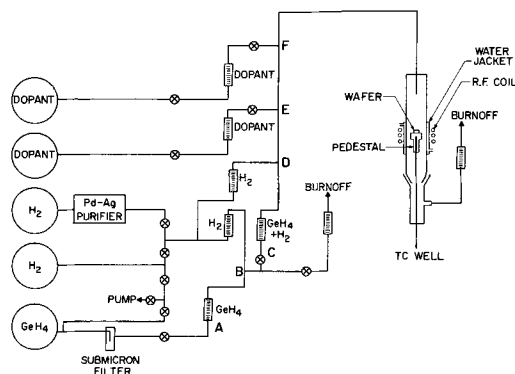 F
DOPANT
DOPANT
E
DOPANT
DOPANT
D
H₂
H₂
Pd-Ag
PURIFIER
H₂
H₂
PUMP
GeH₄
SUBMICRON
FILTER
GeH₄
A
B
GeH₄
+H₂
C
BURNOFF
WATER
JACKET
R.F. COIL
WAFER
PEDESTAL
BURNOFF
TC WELL